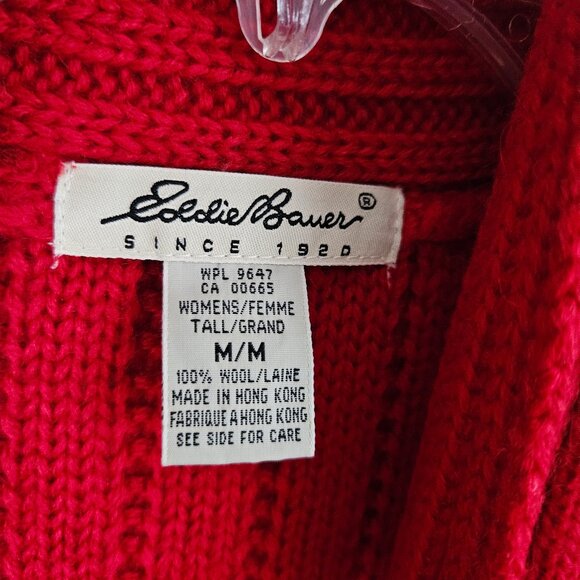 Eddie Bauer®
SINCE 1920
WPL 9647
CA 00665
WOMENS/FEMME
TALL/GRAND
M/M
100% WOOL/LAINE
MADE IN HONG KONG
FABRIQUE A HONG KONG
SEE SIDE FOR CARE